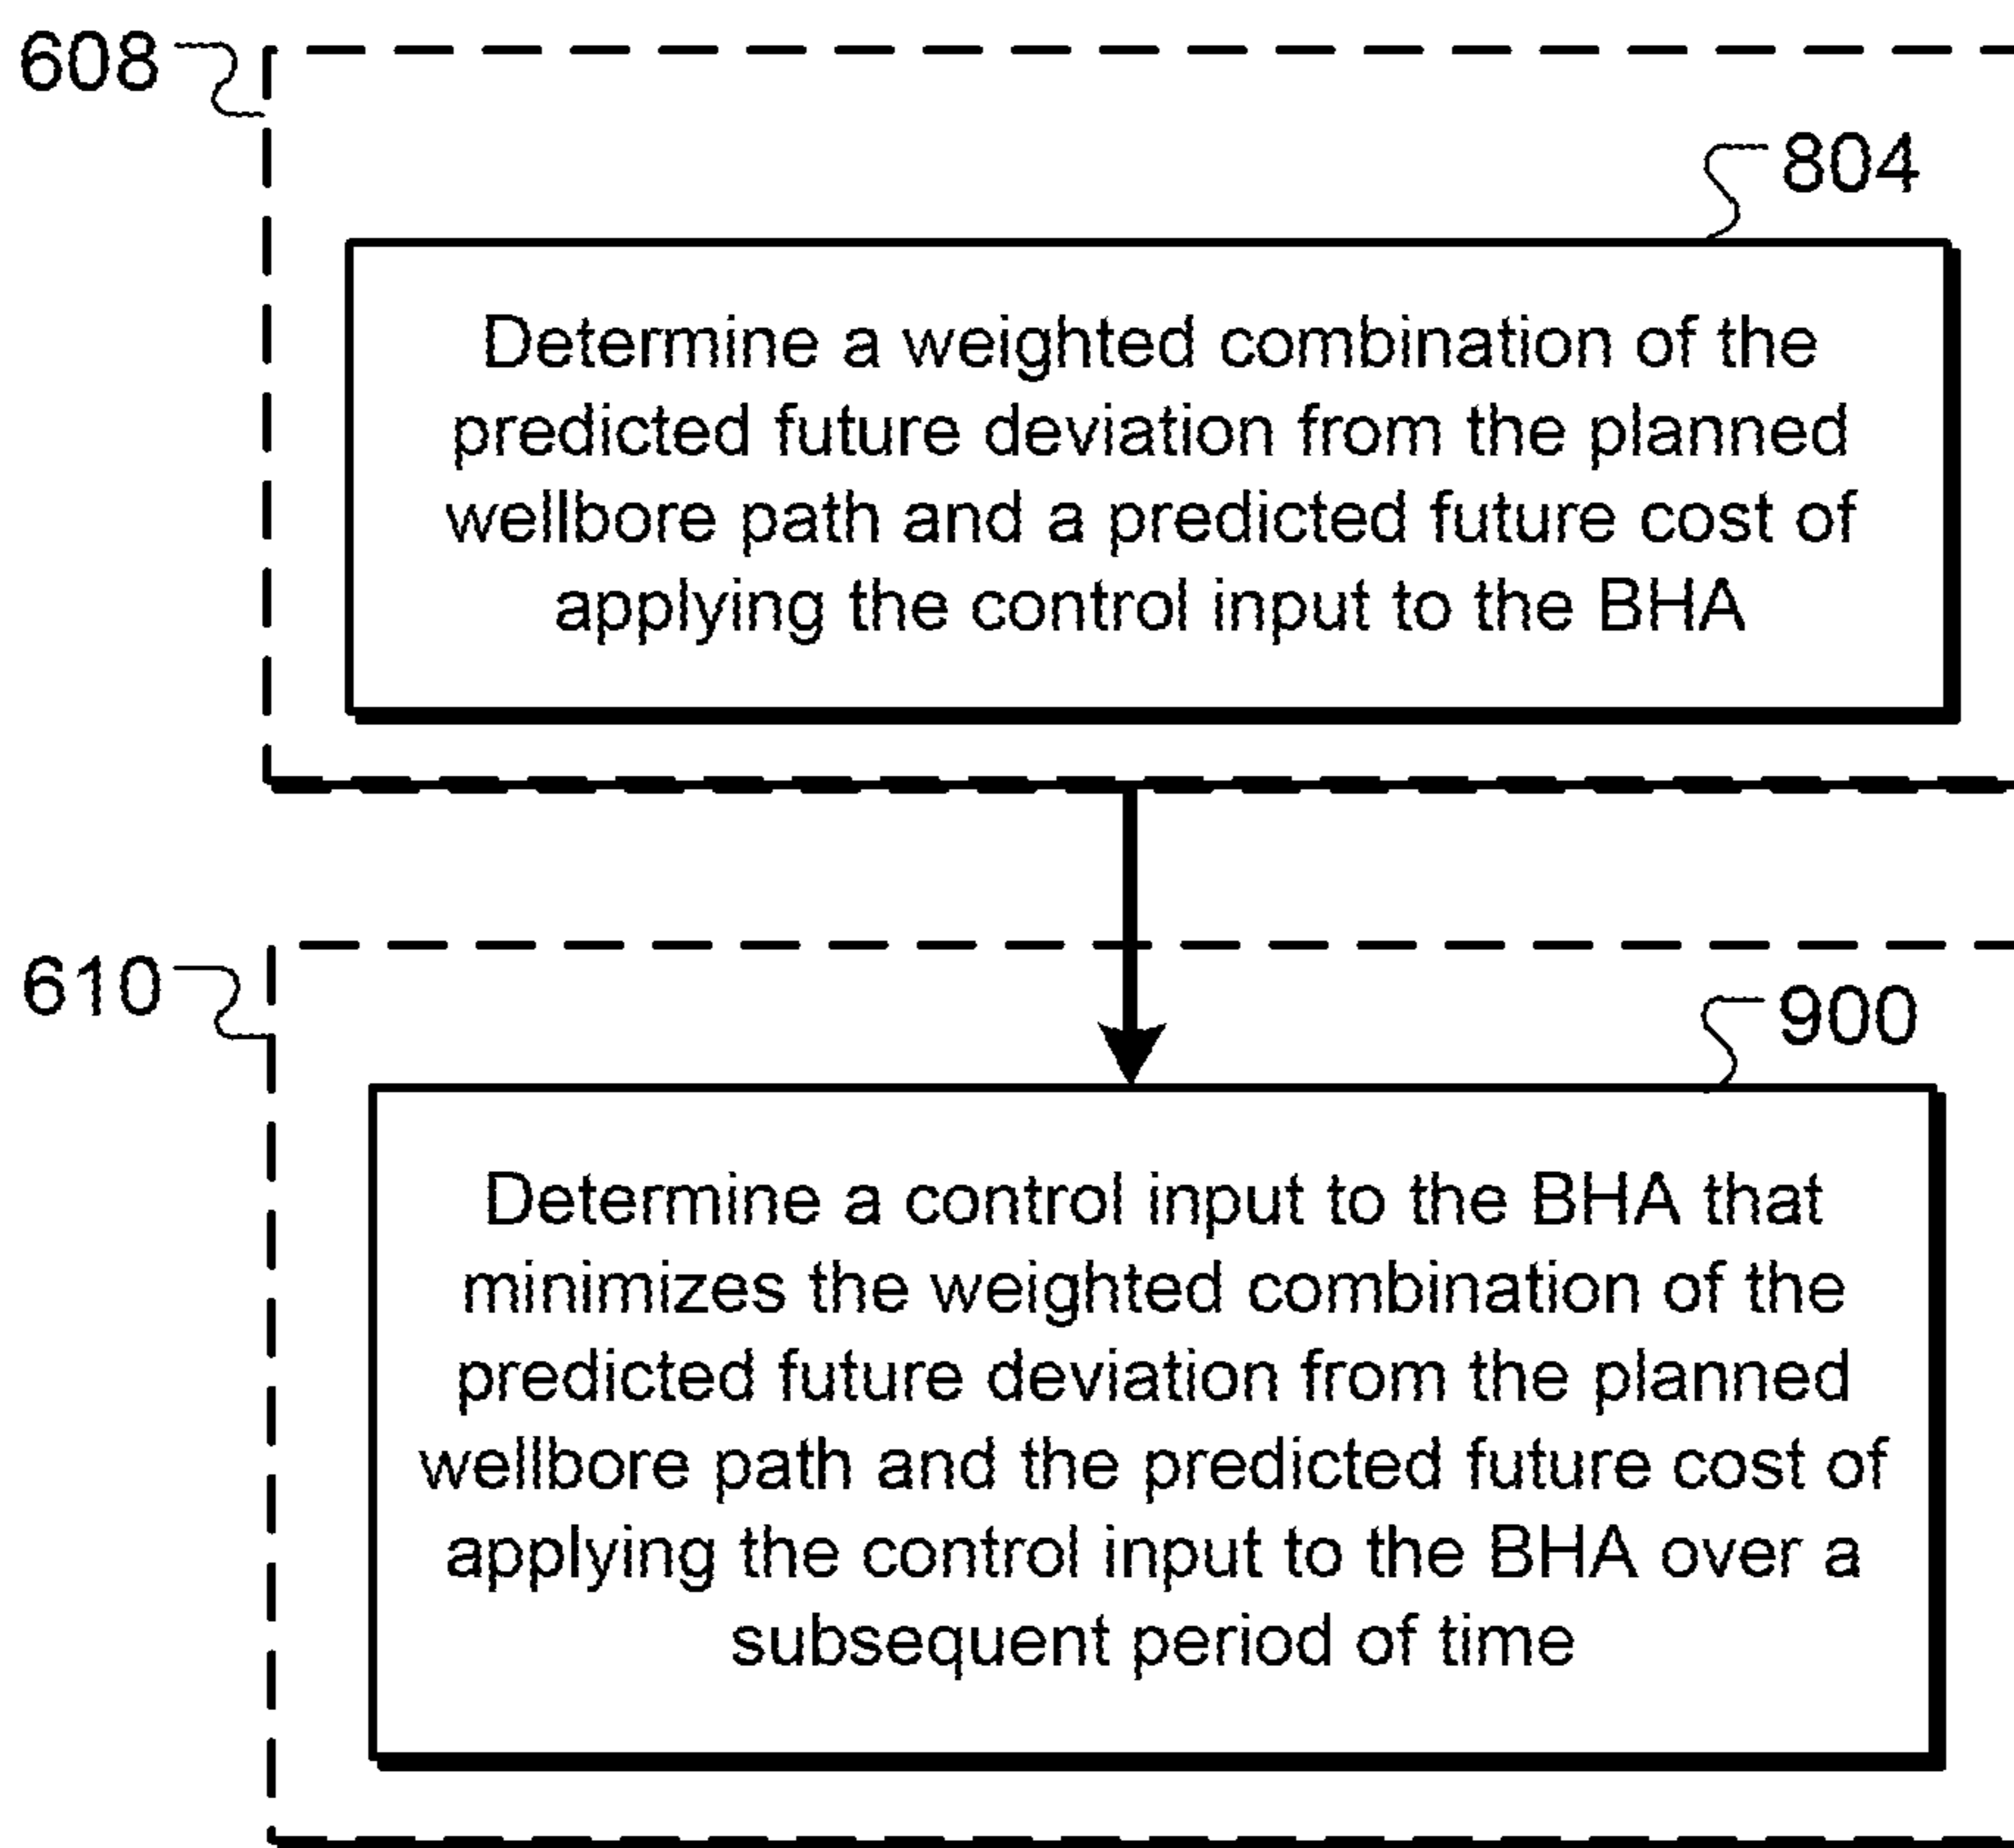 608
804
Determine a weighted combination of the
predicted future deviation from the planned
wellbore path and a predicted future cost of
applying the control input to the BHA
610
900
Determine a control input to the BHA that
minimizes the weighted combination of the
predicted future deviation from the planned
wellbore path and the predicted future cost of
applying the control input to the BHA over a
subsequent period of time